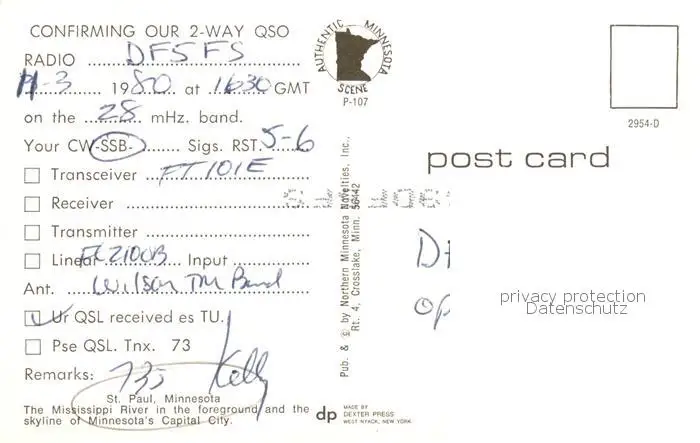 CONFIRMING OUR 2-WAY QSO
RADIO DF5FS
11-3 1980 at 1630 GMT
on the 28 mHz. band.
Your CW-SSB- Sigs. RST. 5-6
Transceiver FT101E
Receiver
Transmitter
Linear FL2100B Input
Ant. Wilson Band
Ur QSL received es TU.
Pse QSL. Tnx. 73
Remarks: 73s Kelly
St. Paul, Minnesota
The Mississippi River in the foreground and the
skyline of Minnesota's Capital City.
AUTHENTIC MINNESOTA
SCENE
P-107
Pub. & © by Northern Minnesota Novelties, Inc.,
Rt. 4, Crosslake, Minn. 56442
dp MADE BY
DEXTER PRESS
WEST NYACK, NEW YORK
2954-D
post card
privacy protection
Datenschutz